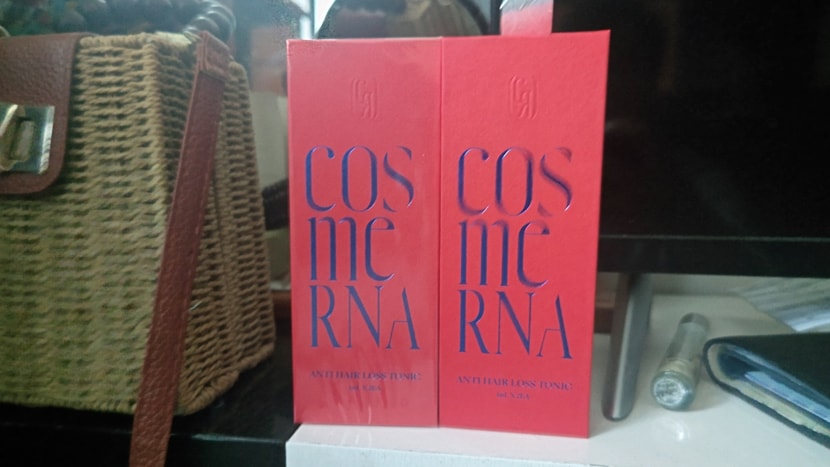 COS
me
RNA
ANTI HAIR LOSS TONIC
COS
me
RNA
ANTI HAIR LOSS TONIC